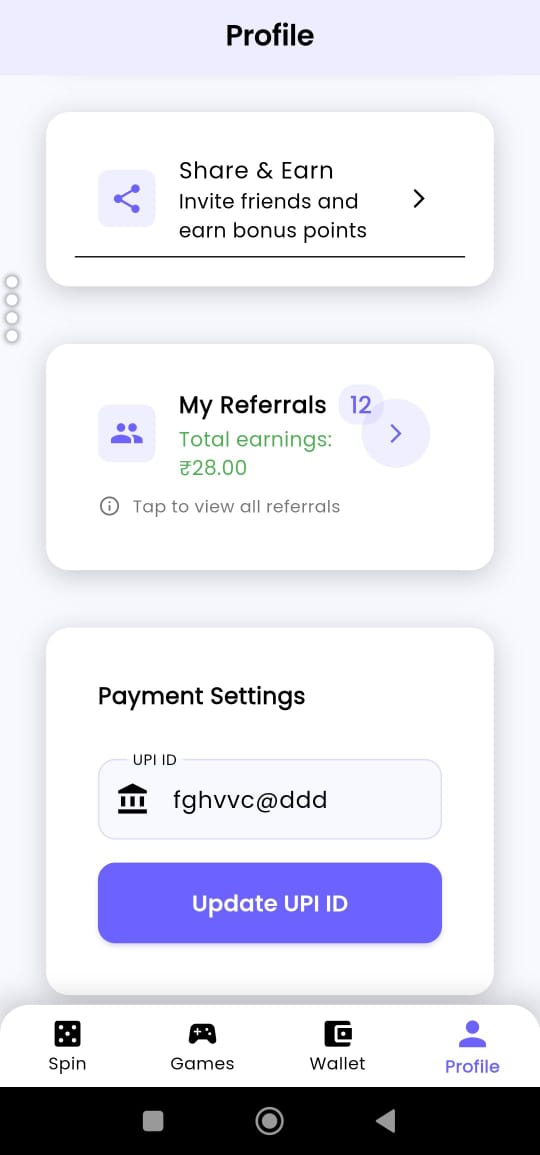 Profile
Share & Earn
Invite friends and
earn bonus points
My Referrals 12
Total earnings:
₹28.00
Tap to view all referrals
Payment Settings
UPI ID
fghvvc@ddd
Update UPI ID
Spin Games Wallet Profile